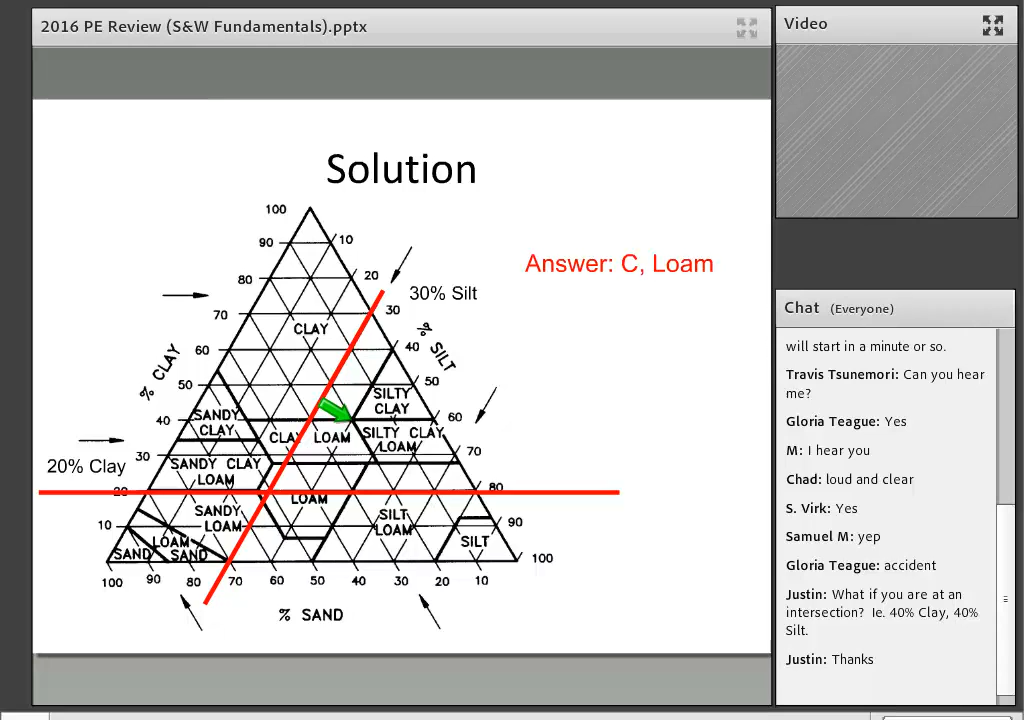 2016 PE Review (S&W Fundamentals).pptx
Solution
Answer: C, Loam
30% Silt
20% Clay
100
90
80
70
60
50
40
30
20
10
% CLAY
10
20
30
40
50
60
70
80
90
100
% SILT
CLAY
SILTY
CLAY
SANDY
CLAY
CLAY LOAM
SILTY CLAY
LOAM
SANDY CLAY
LOAM
LOAM
SANDY
LOAM
SILT
LOAM
LOAM
SAND
SAND
SILT
100 90 80 70 60 50 40 30 20 10
% SAND
Video
Chat (Everyone)
will start in a minute or so.
Travis Tsunemori: Can you hear
me?
Gloria Teague: Yes
M: I hear you
Chad: loud and clear
S. Virk: Yes
Samuel M: yep
Gloria Teague: accident
Justin: What if you are at an
intersection? Ie. 40% Clay, 40%
Silt.
Justin: Thanks